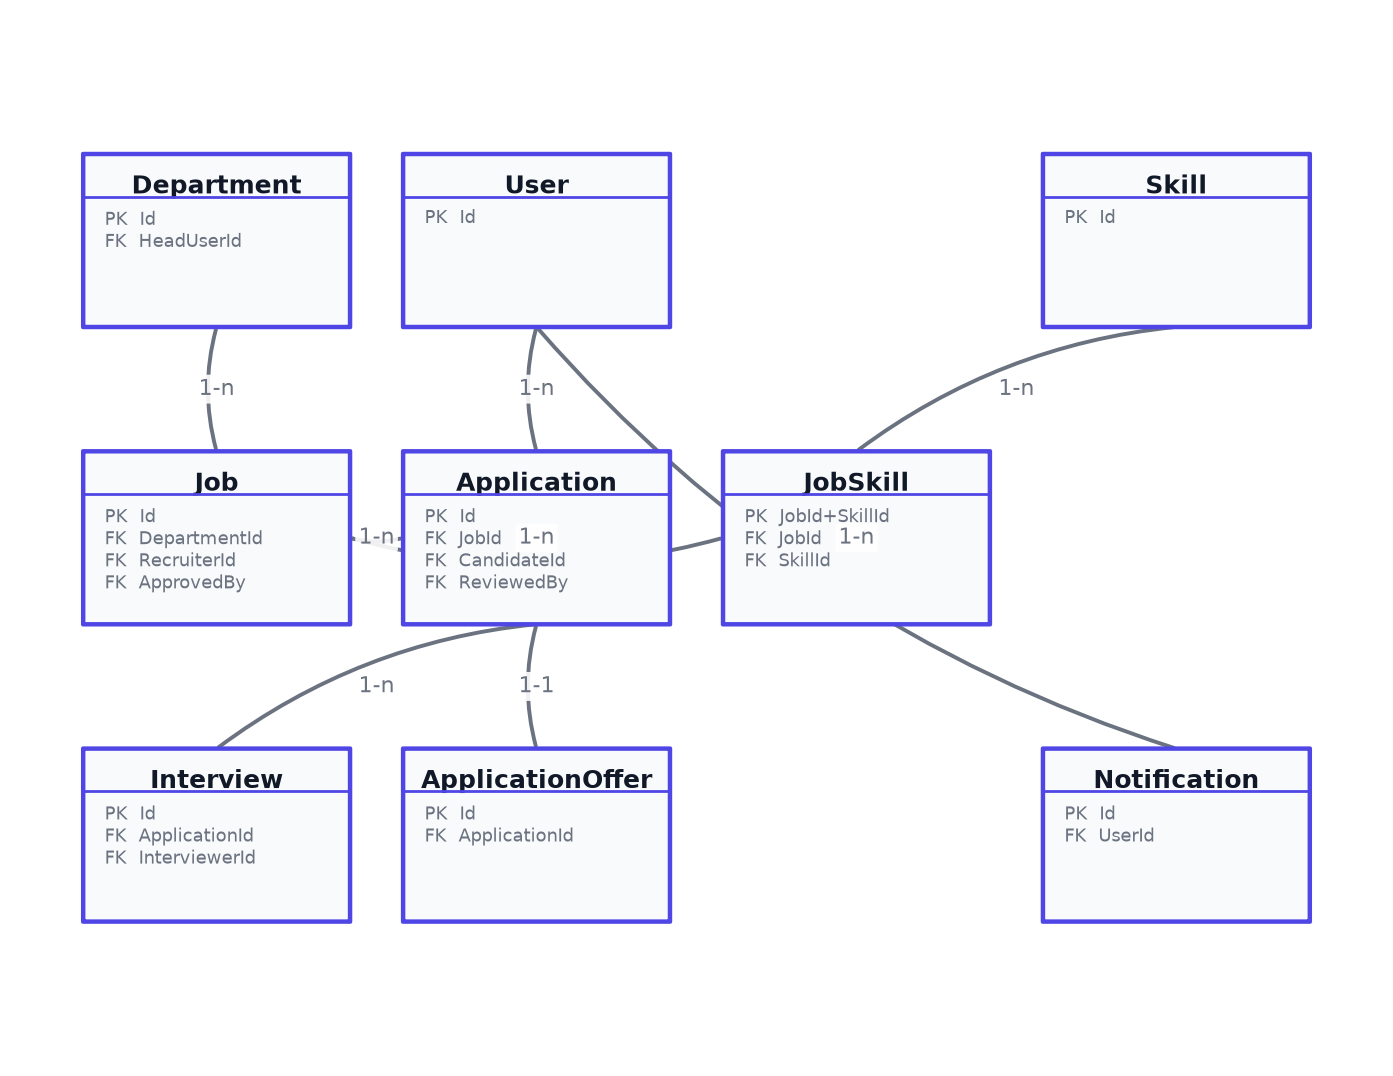 Department
PK Id
FK HeadUserId
User
PK Id
Skill
PK Id
1-n
1-n
1-n
Job
PK Id
FK DepartmentId
FK RecruiterId
FK ApprovedBy
1-n
Application
PK Id
FK JobId
FK CandidateId
FK ReviewedBy
1-n
JobSkill
PK JobId+SkillId
FK JobId
FK SkillId
1-n
1-n
1-1
Interview
PK Id
FK ApplicationId
FK InterviewerId
ApplicationOffer
PK Id
FK ApplicationId
Notification
PK Id
FK UserId